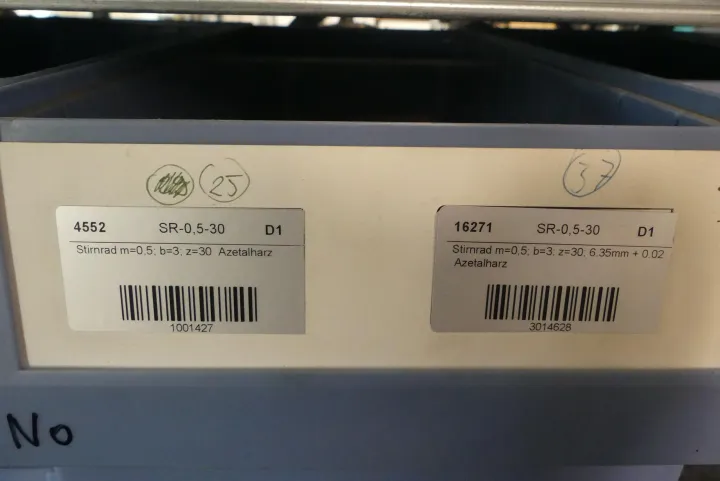 25
37
4552 SR-0,5-30 D1
Stirnrad m=0,5; b=3; z=30 Azetalharz
1001427
16271 SR-0,5-30 D1
Stirnrad m=0,5; b=3; z=30; 6.35mm + 0.02
Azetalharz
3014628
No